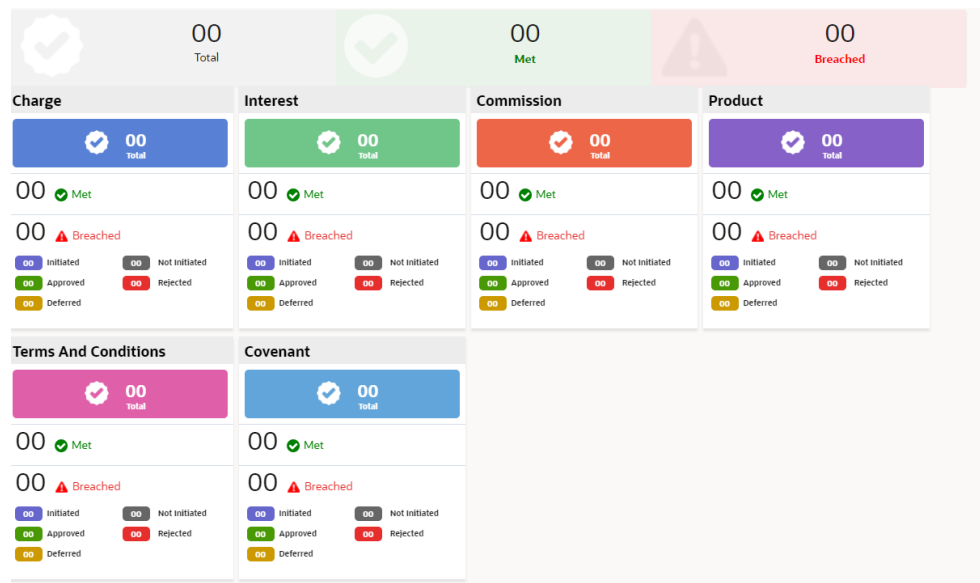 00 00 00
Total Met Breached
Charge Interest Commission Product
00 00 00 00
Total Total Total Total
00 Met 00 Met 00 Met 00 Met
00 Breached 00 Breached 00 Breached 00 Breached
00 Initiated 00 Not Initiated 00 Initiated 00 Not Initiated 00 Initiated 00 Not Initiated 00 Initiated 00 Not Initiated
00 Approved 00 Rejected 00 Approved 00 Rejected 00 Approved 00 Rejected 00 Approved 00 Rejected
00 Deferred 00 Deferred 00 Deferred 00 Deferred
Terms And Conditions Covenant
00 00
Total Total
00 Met 00 Met
00 Breached 00 Breached
00 Initiated 00 Not Initiated 00 Initiated 00 Not Initiated
00 Approved 00 Rejected 00 Approved 00 Rejected
00 Deferred 00 Deferred